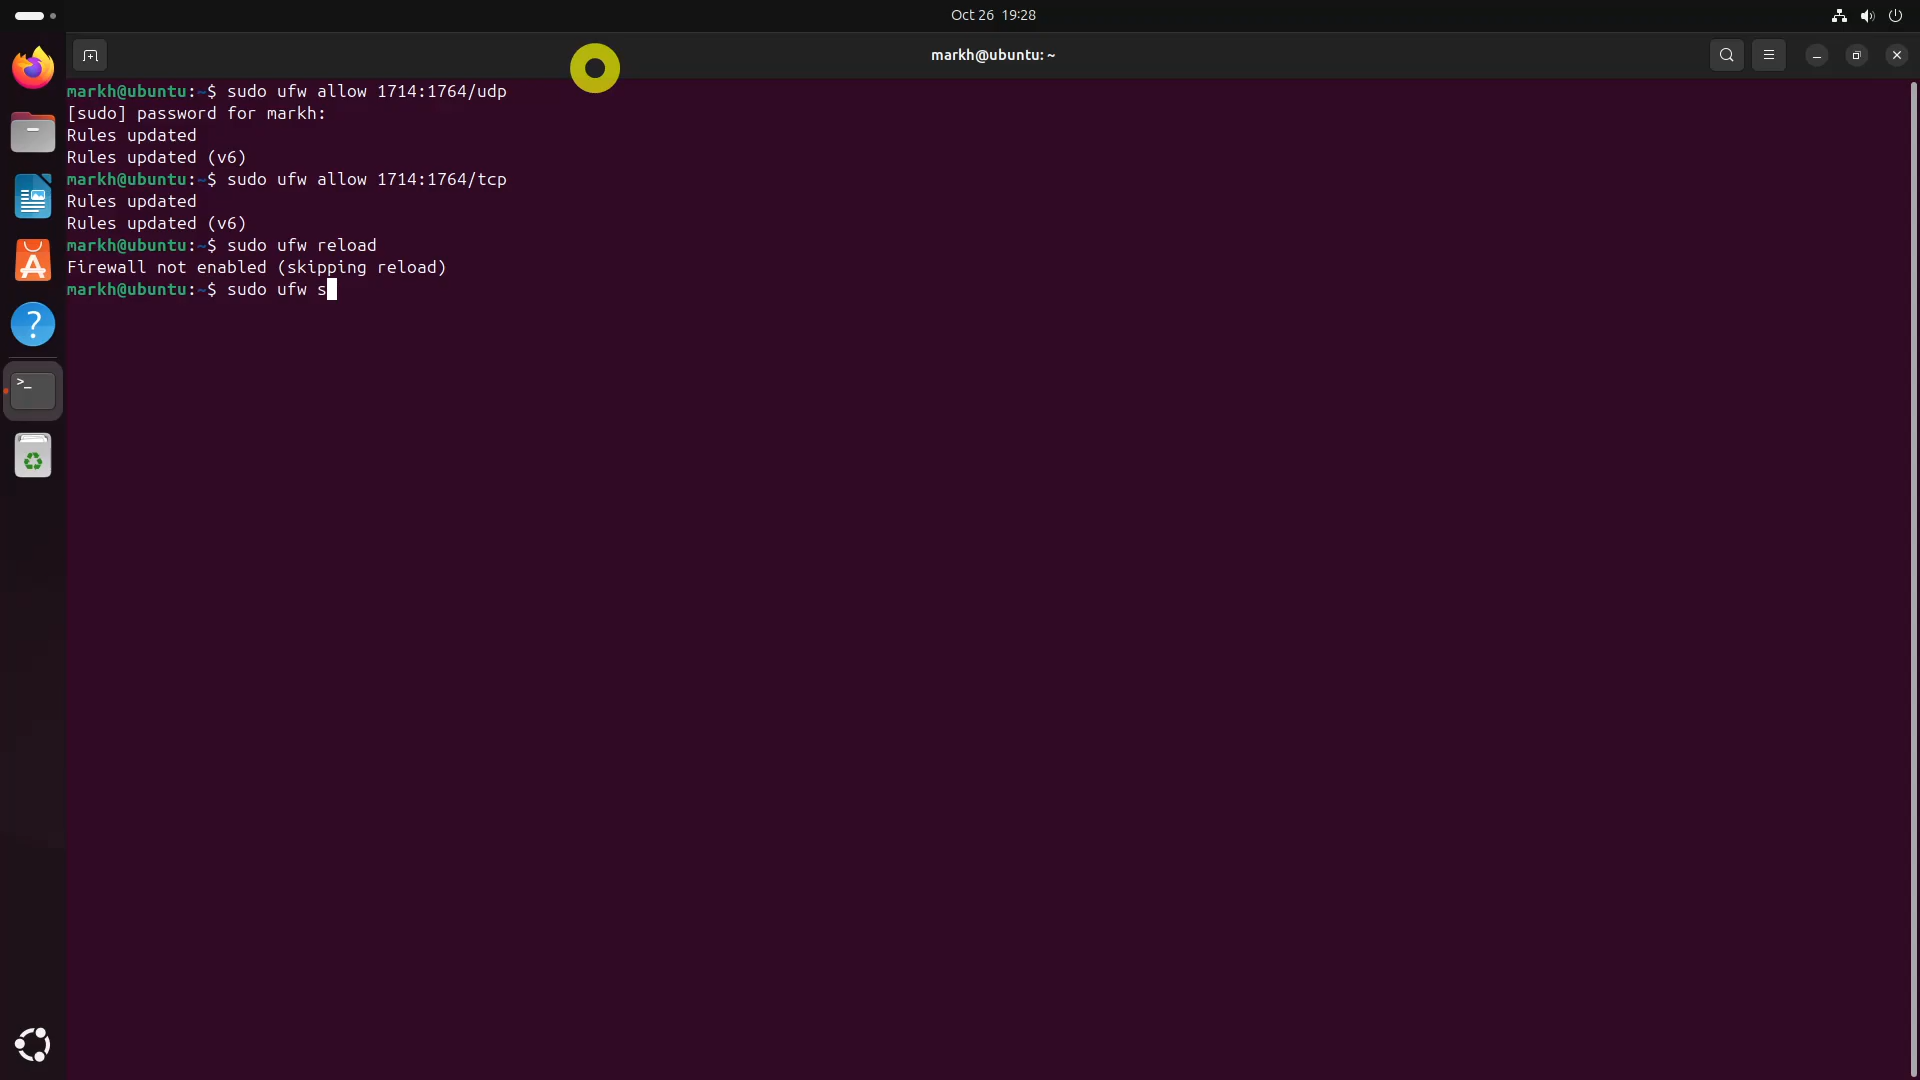 Oct 26 19:28
markh@ubuntu: ~
markh@ubuntu:~$ sudo ufw allow 1714:1764/udp
[sudo] password for markh:
Rules updated
Rules updated (v6)
markh@ubuntu:~$ sudo ufw allow 1714:1764/tcp
Rules updated
Rules updated (v6)
markh@ubuntu:~$ sudo ufw reload
Firewall not enabled (skipping reload)
markh@ubuntu:~$ sudo ufw s